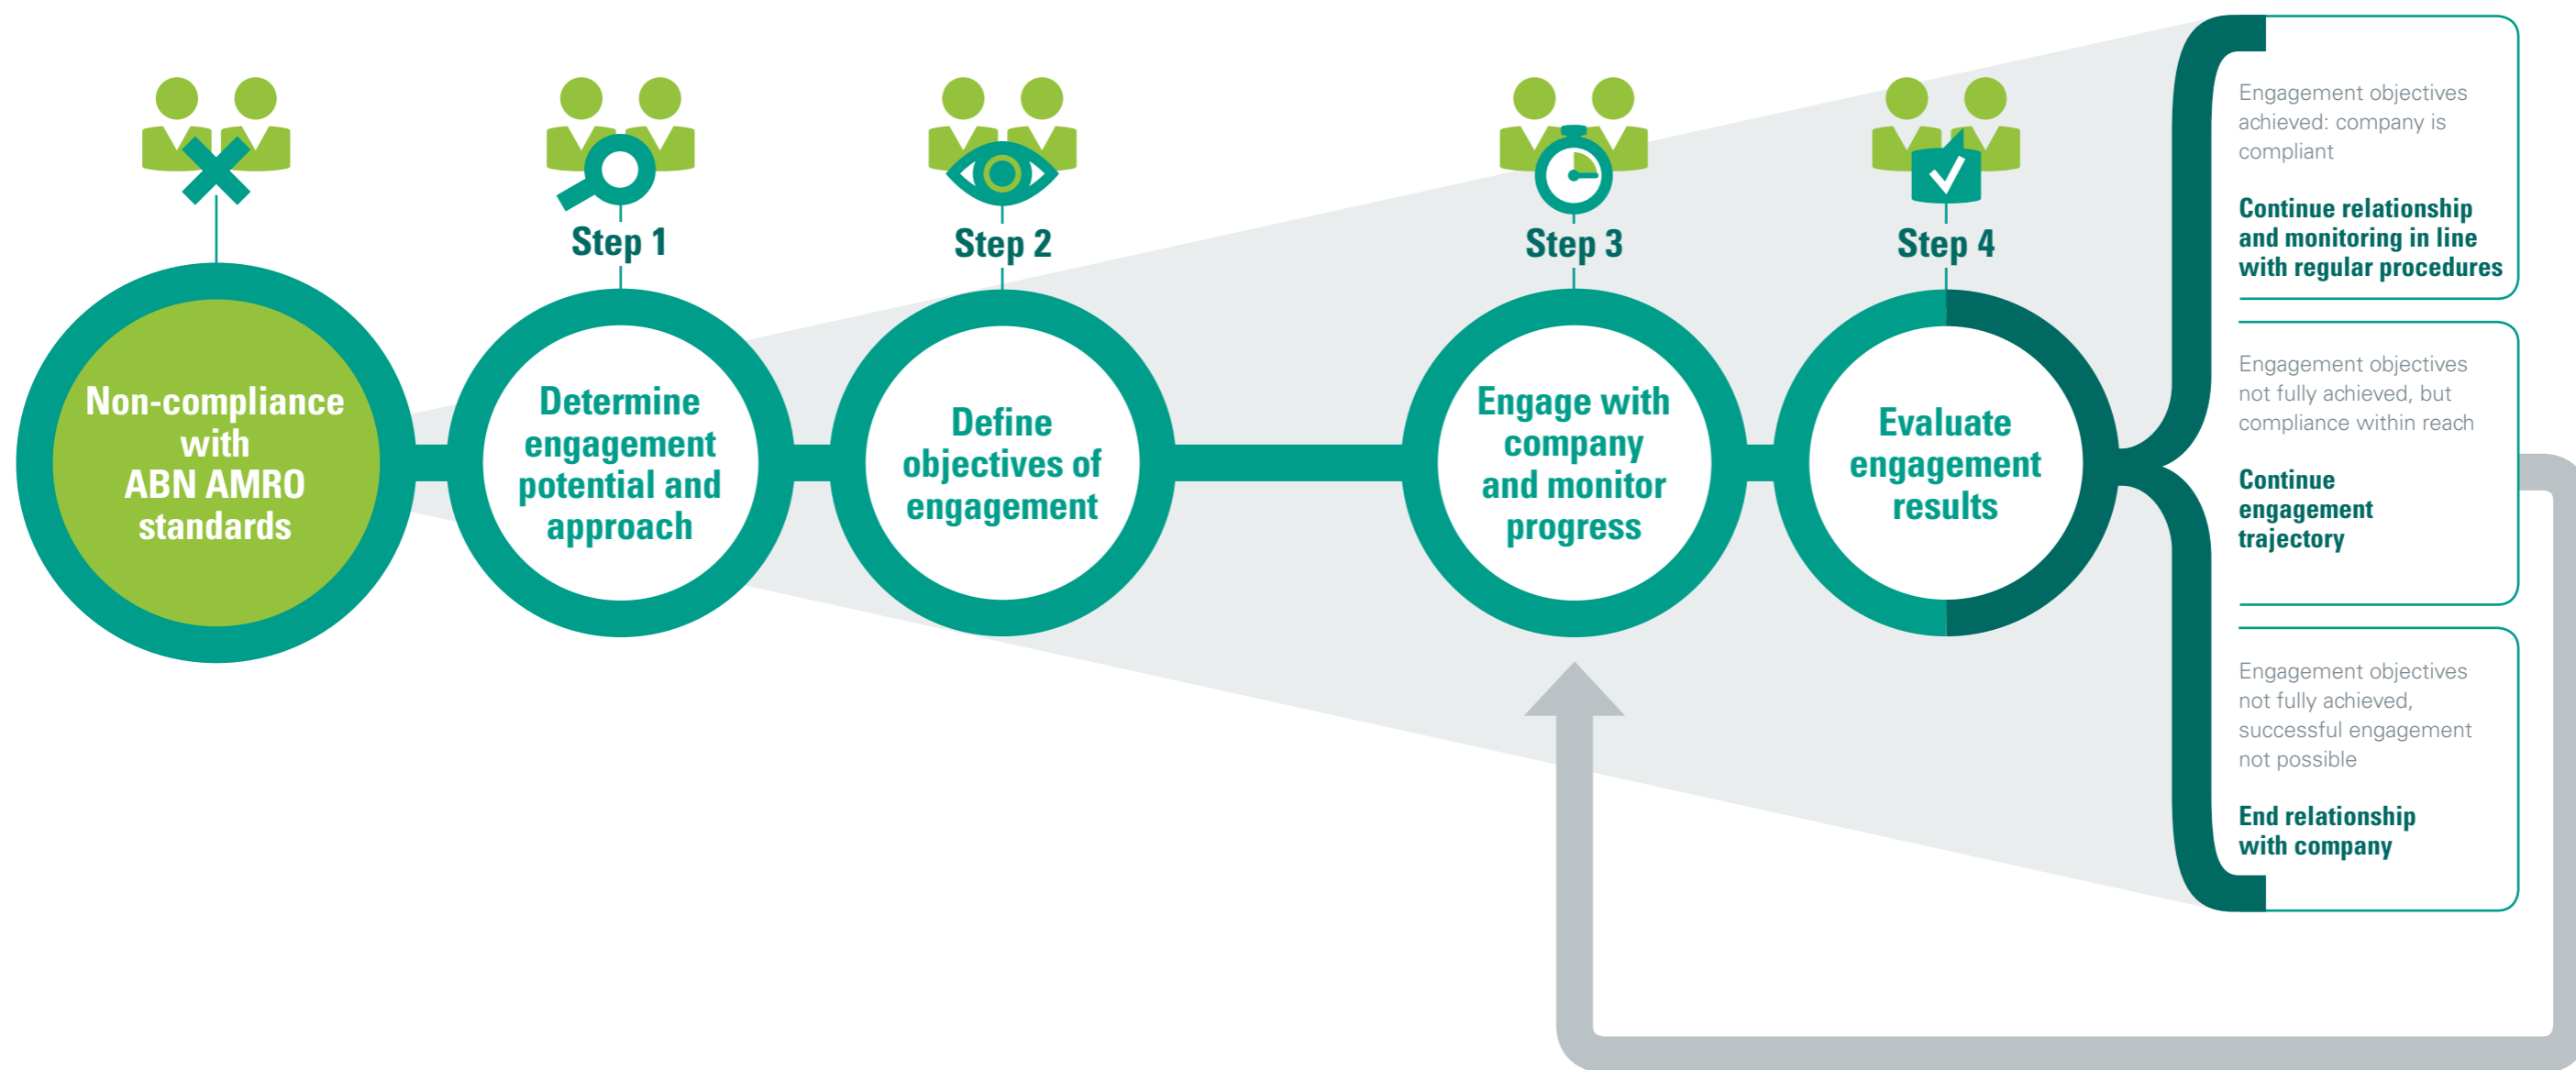 Non-compliance
with
ABN AMRO
standards
Step 1
Determine
engagement
potential and
approach
Step 2
Define
objectives of
engagement
Step 3
Engage with
company
and monitor
progress
Step 4
Evaluate
engagement
results
Engagement objectives
achieved: company is
compliant
Continue relationship
and monitoring in line
with regular procedures
Engagement objectives
not fully achieved, but
compliance within reach
Continue
engagement
trajectory
Engagement objectives
not fully achieved,
successful engagement
not possible
End relationship
with company